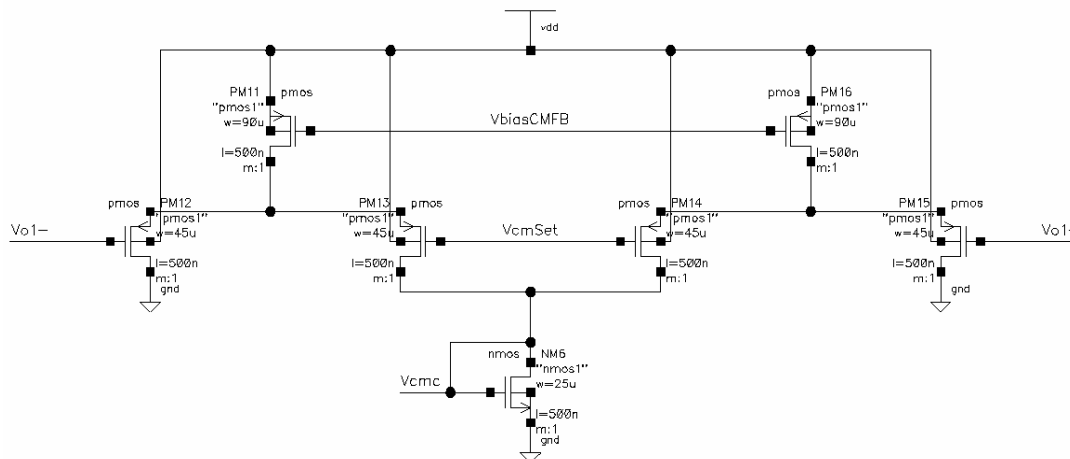 vdd
PM11 pmos
"pmos1"
w=90u
l=500n
m:1
VbiasCMFB
pmos PM16
"pmos1"
w=90u
l=500n
m:1
pmos PM12
"pmos1"
w=45u
l=500n
m:1
gnd
Vo1-
PM13 pmos
"pmos1"
w=45u
l=500n
m:1
VcmSet
pmos PM14
"pmos1"
w=45u
l=500n
m:1
PM15 pmos
"pmos1"
w=45u
l=500n
m:1
gnd
nmos NM6
"nmos1"
w=25u
l=500n
m:1
gnd
Vcmc